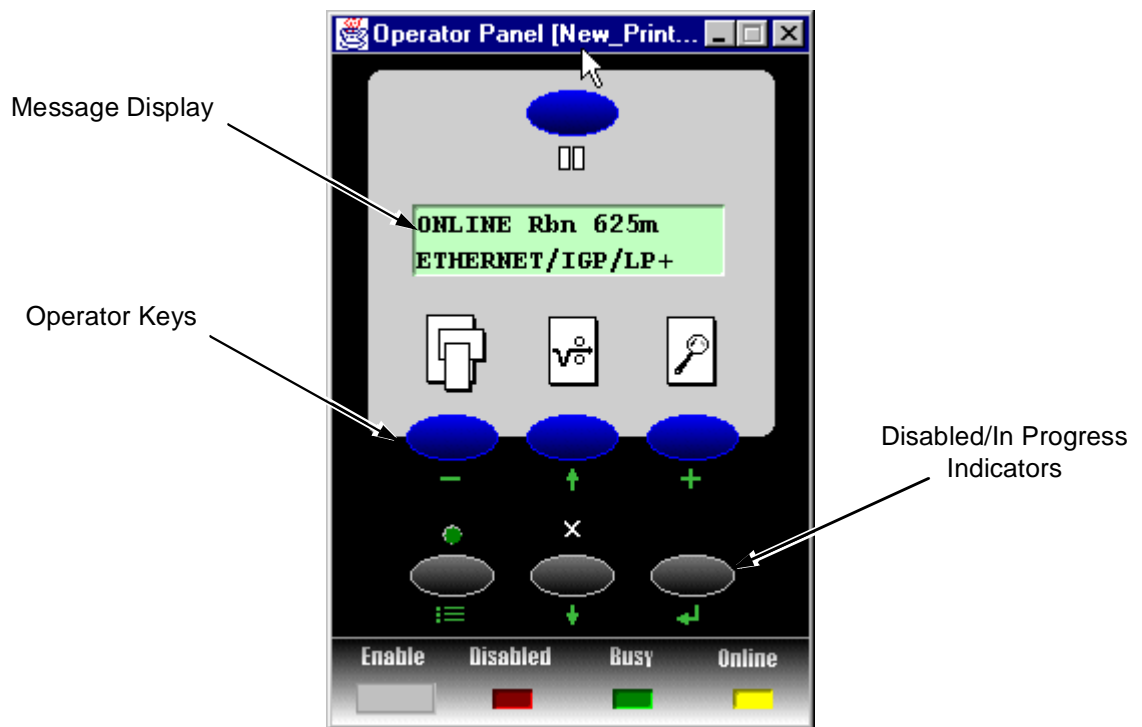 Operator Panel [New_Print...
Message Display
ONLINE Rbn 625m
ETHERNET/IGP/LP+
Operator Keys
Disabled/In Progress
Indicators
Enable Disabled Busy Online